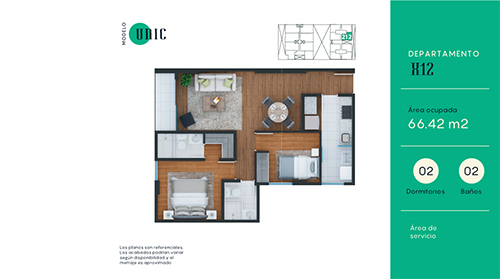 MODELO
UNIC
212
DEPARTAMENTO
X12
Área ocupada
66.42 m2
02
Dormitorios
02
Baños
Área de
servicio
Los planos son referenciales.
Los acabados podrían variar
según disponibilidad y el
metraje es aproximado